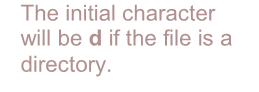 The initial character
will be d if the file is a
directory.